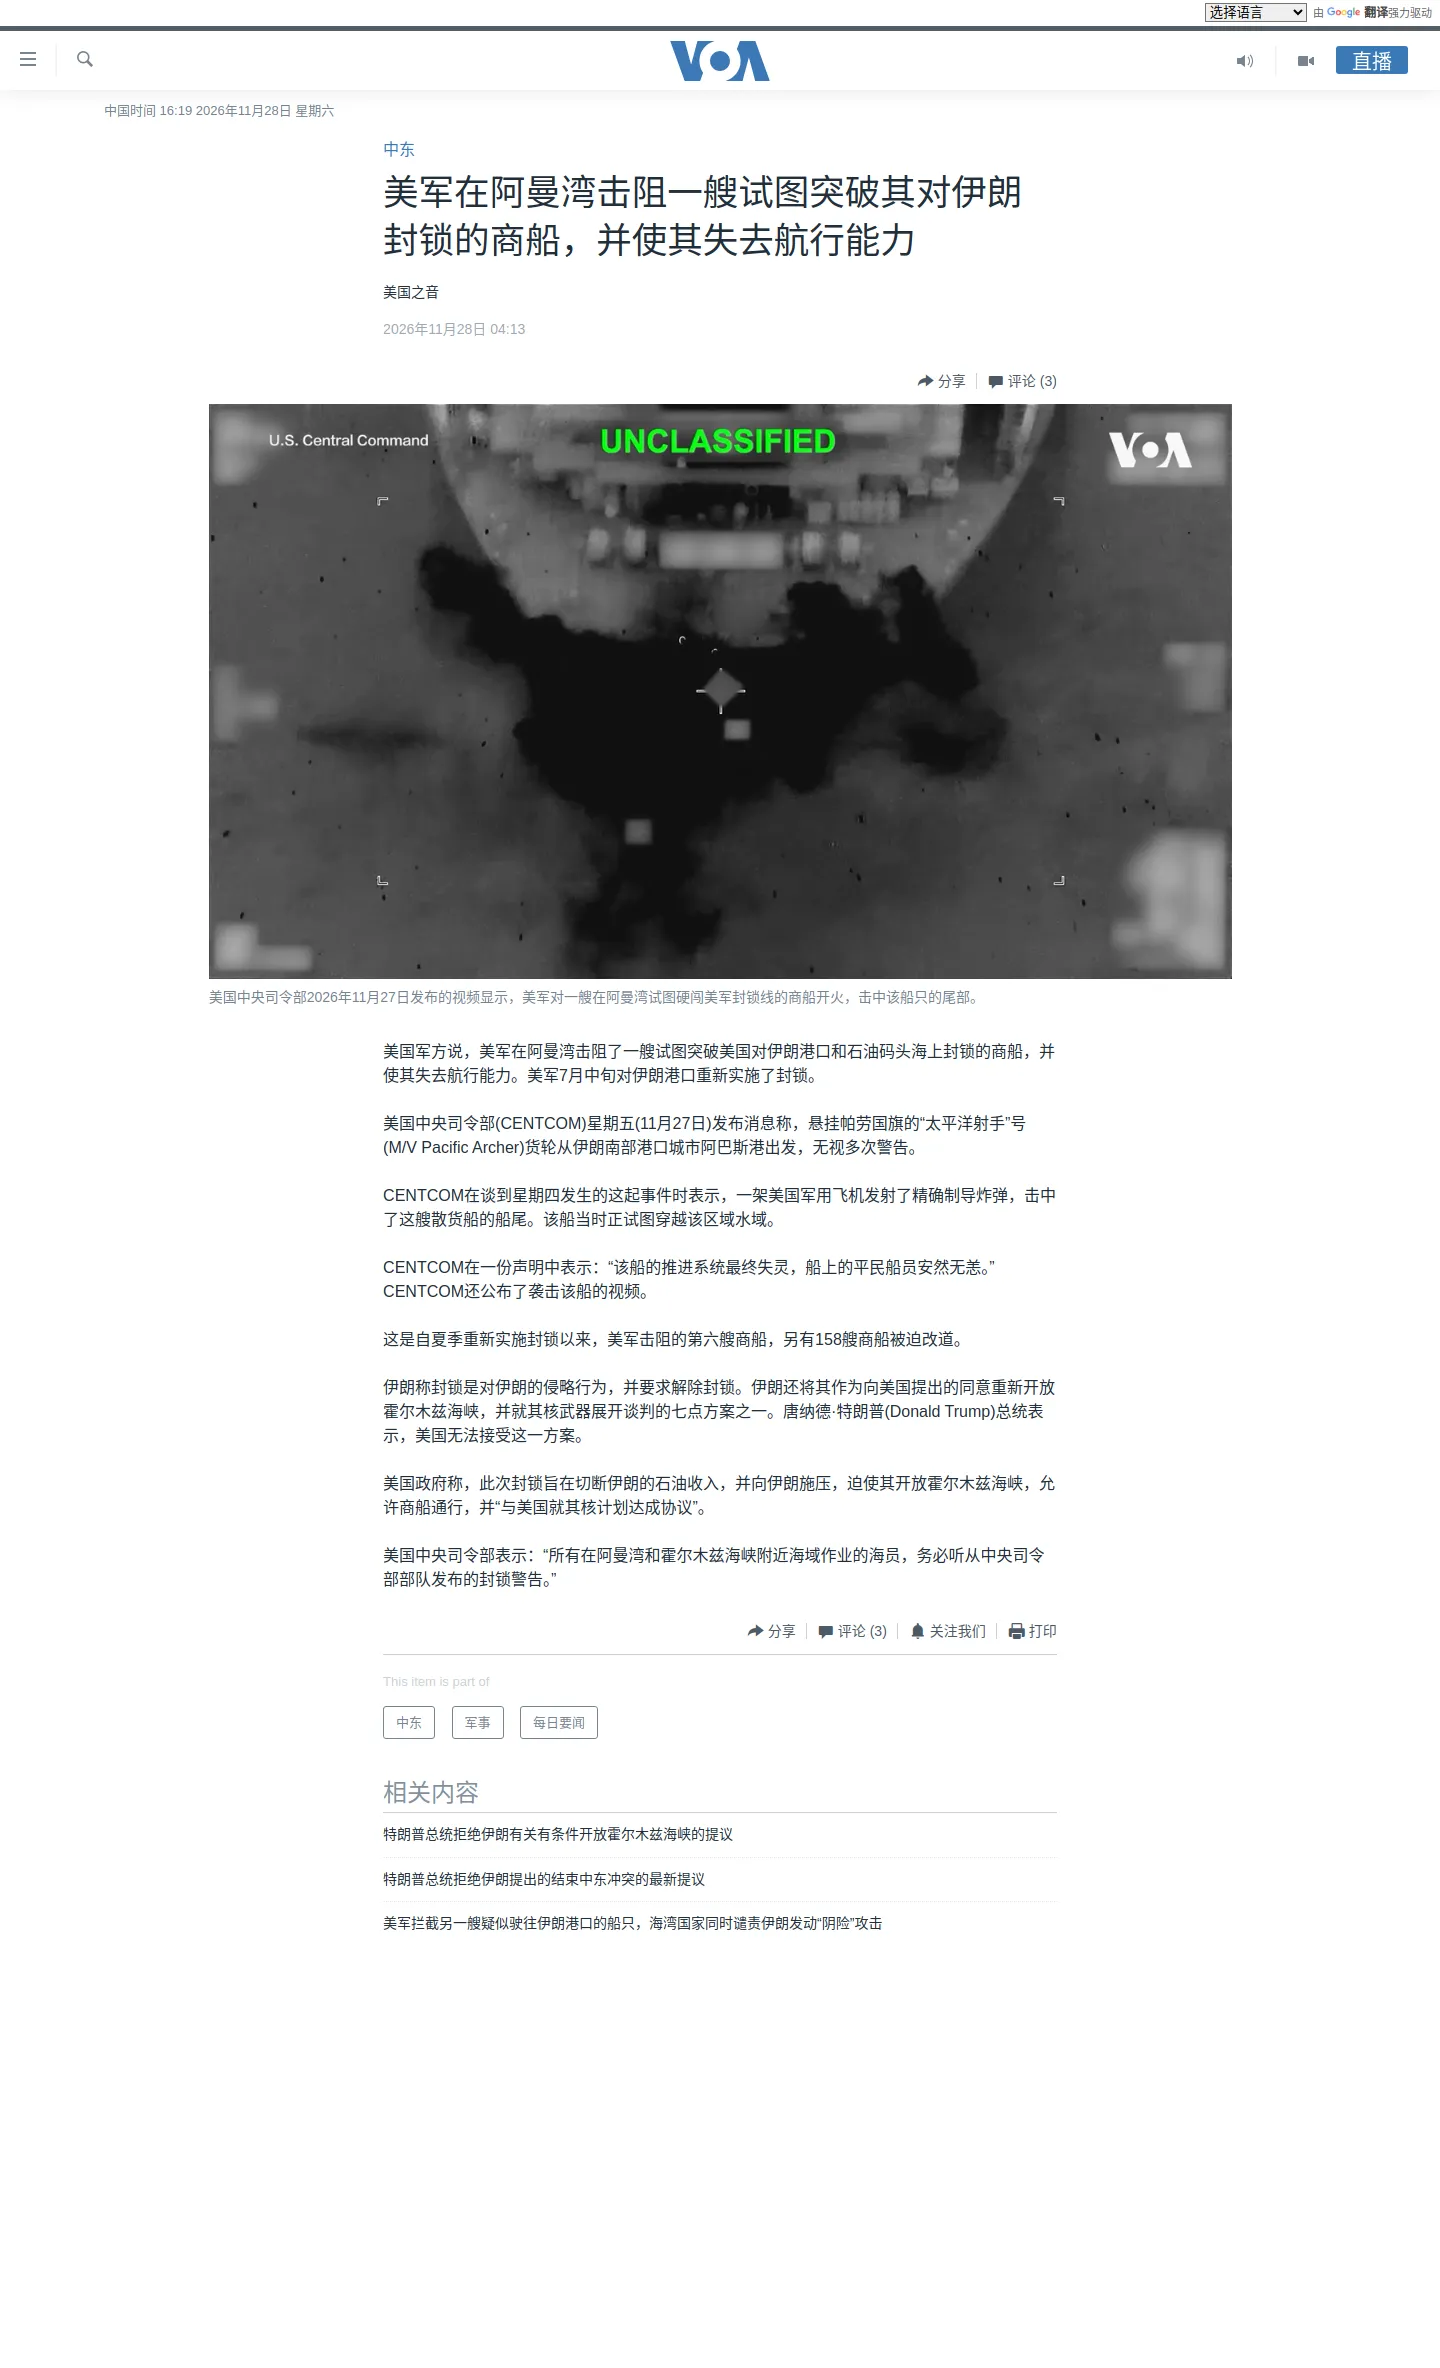 选择语言 由 Google 翻译强力驱动
VOA
直播
中国时间 16:19 2026年11月28日 星期六
中东
美军在阿曼湾击阻一艘试图突破其对伊朗
封锁的商船，并使其失去航行能力
美国之音
2026年11月28日 04:13
分享 评论 (3)
U.S. Central Command
UNCLASSIFIED
VOA
美国中央司令部2026年11月27日发布的视频显示，美军对一艘在阿曼湾试图硬闯美军封锁线的商船开火，击中该船只的尾部。
美国军方说，美军在阿曼湾击阻了一艘试图突破美国对伊朗港口和石油码头海上封锁的商船，并
使其失去航行能力。美军7月中旬对伊朗港口重新实施了封锁。
美国中央司令部(CENTCOM)星期五(11月27日)发布消息称，悬挂帕劳国旗的“太平洋射手”号
(M/V Pacific Archer)货轮从伊朗南部港口城市阿巴斯港出发，无视多次警告。
CENTCOM在谈到星期四发生的这起事件时表示，一架美国军用飞机发射了精确制导炸弹，击中
了这艘散货船的船尾。该船当时正试图穿越该区域水域。
CENTCOM在一份声明中表示：“该船的推进系统最终失灵，船上的平民船员安然无恙。”
CENTCOM还公布了袭击该船的视频。
这是自夏季重新实施封锁以来，美军击阻的第六艘商船，另有158艘商船被迫改道。
伊朗称封锁是对伊朗的侵略行为，并要求解除封锁。伊朗还将其作为向美国提出的同意重新开放
霍尔木兹海峡，并就其核武器展开谈判的七点方案之一。唐纳德·特朗普(Donald Trump)总统表
示，美国无法接受这一方案。
美国政府称，此次封锁旨在切断伊朗的石油收入，并向伊朗施压，迫使其开放霍尔木兹海峡，允
许商船通行，并“与美国就其核计划达成协议”。
美国中央司令部表示：“所有在阿曼湾和霍尔木兹海峡附近海域作业的海员，务必听从中央司令
部部队发布的封锁警告。”
分享 评论 (3) 关注我们 打印
This item is part of
中东 军事 每日要闻
相关内容
特朗普总统拒绝伊朗有关有条件开放霍尔木兹海峡的提议
特朗普总统拒绝伊朗提出的结束中东冲突的最新提议
美军拦截另一艘疑似驶往伊朗港口的船只，海湾国家同时谴责伊朗发动“阴险”攻击